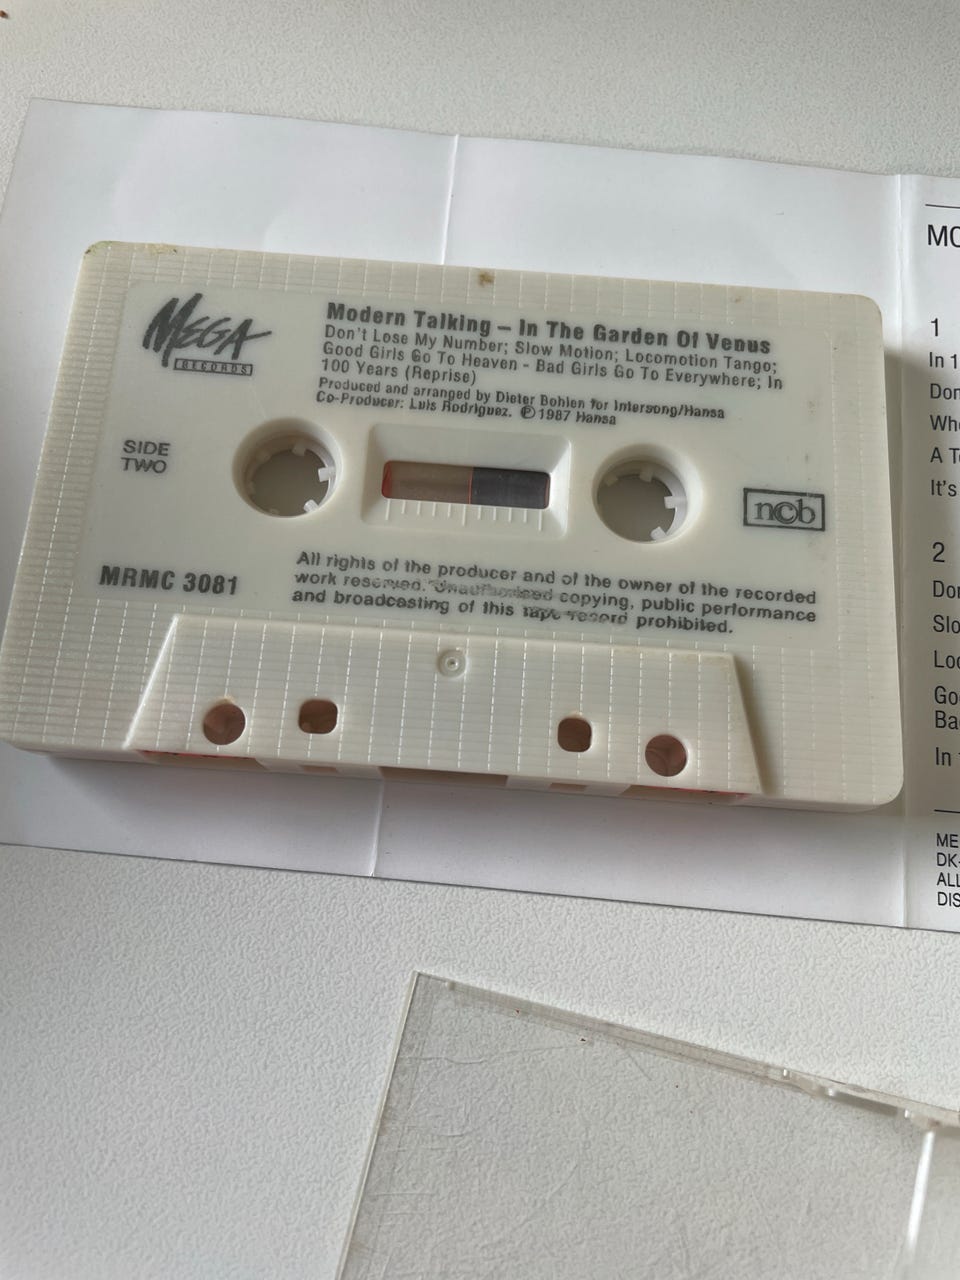 MEGA
RECORDS
Modern Talking – In The Garden Of Venus
Don't Lose My Number; Slow Motion; Locomotion Tango;
Good Girls Go To Heaven - Bad Girls Go To Everywhere; In
100 Years (Reprise)
Produced and arranged by Dieter Bohlen for Intersong/Hansa
Co-Producer: Luis Rodriguez. ℗ 1987 Hansa
SIDE
TWO
ncb
MRMC 3081
All rights of the producer and of the owner of the recorded
work reserved. Unauthorised copying, public performance
and broadcasting of this tape record prohibited.
MO
1
In 1
Don
Whe
A Te
It's
2
Don
Slo
Loc
Goo
Ba
In
ME
DK-
ALL
DIS